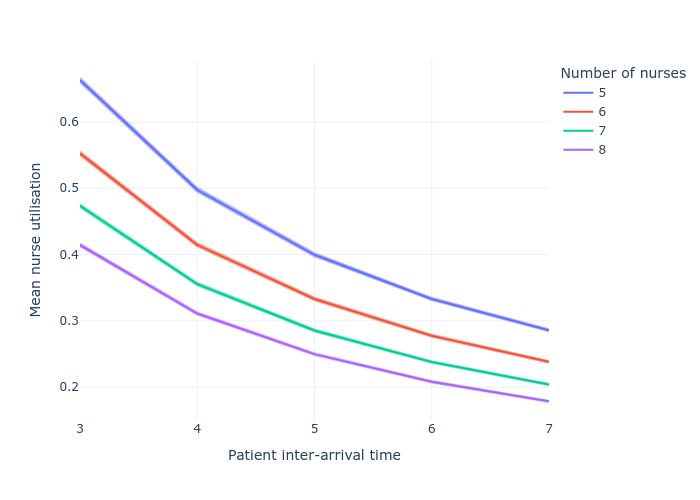 Number of nurses
5
6
7
8
Mean nurse utilisation
0.6
0.5
0.4
0.3
0.2
3 4 5 6 7
Patient inter-arrival time